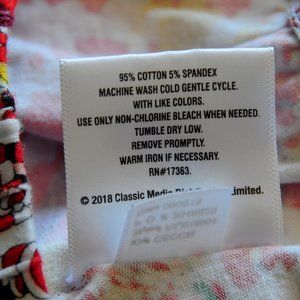 95% COTTON 5% SPANDEX
MACHINE WASH COLD GENTLE CYCLE.
WITH LIKE COLORS.
USE ONLY NON-CHLORINE BLEACH WHEN NEEDED.
TUMBLE DRY LOW.
REMOVE PROMPTLY.
WARM IRON IF NECESSARY.
RN#17363.
© 2018 Classic Media Limited.